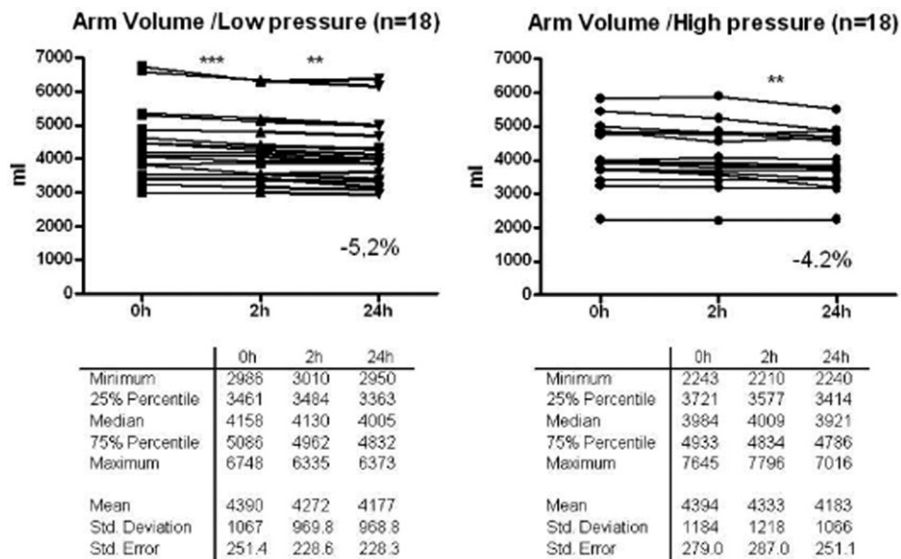 Arm Volume /Low pressure (n=18)
7000
6000
5000
4000
3000
2000
1000
0
ml
***
**
-5,2%
0h 2h 24h
0h 2h 24h
Minimum 2986 3010 2950
25% Percentile 3461 3484 3363
Median 4158 4130 4005
75% Percentile 5086 4962 4832
Maximum 6748 6335 6373
Mean 4390 4272 4177
Std. Deviation 1067 969.8 968.8
Std. Error 251.4 228.6 228.3
Arm Volume /High pressure (n=18)
7000
6000
5000
4000
3000
2000
1000
0
ml
**
-4.2%
0h 2h 24h
0h 2h 24h
Minimum 2243 2210 2240
25% Percentile 3721 3577 3414
Median 3984 4009 3921
75% Percentile 4933 4834 4786
Maximum 7645 7796 7016
Mean 4394 4333 4183
Std. Deviation 1184 1218 1066
Std. Error 279.0 287.0 251.1